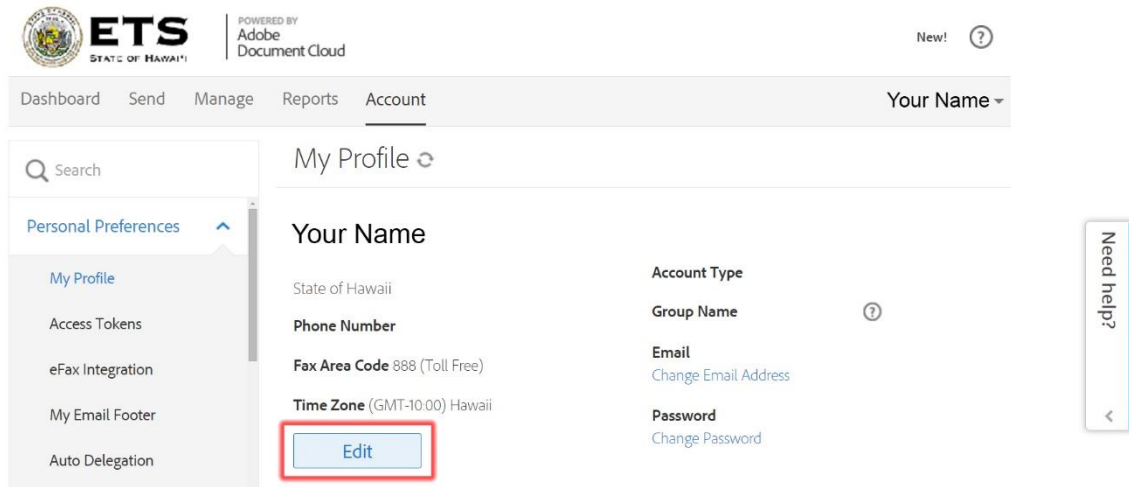 ETS
STATE OF HAWAI'I
POWERED BY
Adobe
Document Cloud
New! ?
Dashboard Send Manage Reports Account Your Name
Search
My Profile
Personal Preferences
My Profile
Access Tokens
eFax Integration
My Email Footer
Auto Delegation
Your Name
State of Hawaii
Phone Number
Fax Area Code 888 (Toll Free)
Time Zone (GMT-10:00) Hawaii
Edit
Account Type
Group Name ?
Email
Change Email Address
Password
Change Password
Need help?